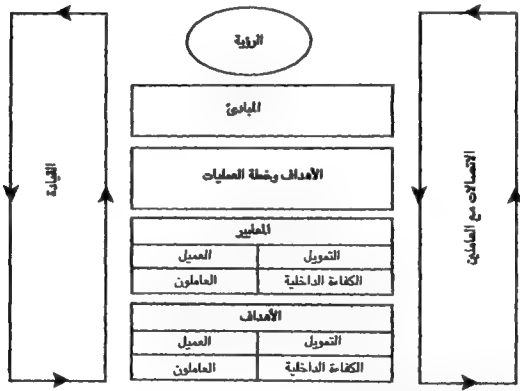 الرؤية
المبادئ
الأهداف وخطة العمليات
المعايير
التمويل العميل
الكفاءة الداخلية العاملون
الأهداف
التمويل العميل
الكفاءة الداخلية العاملون
القيادة
الاتصالات مع العاملين